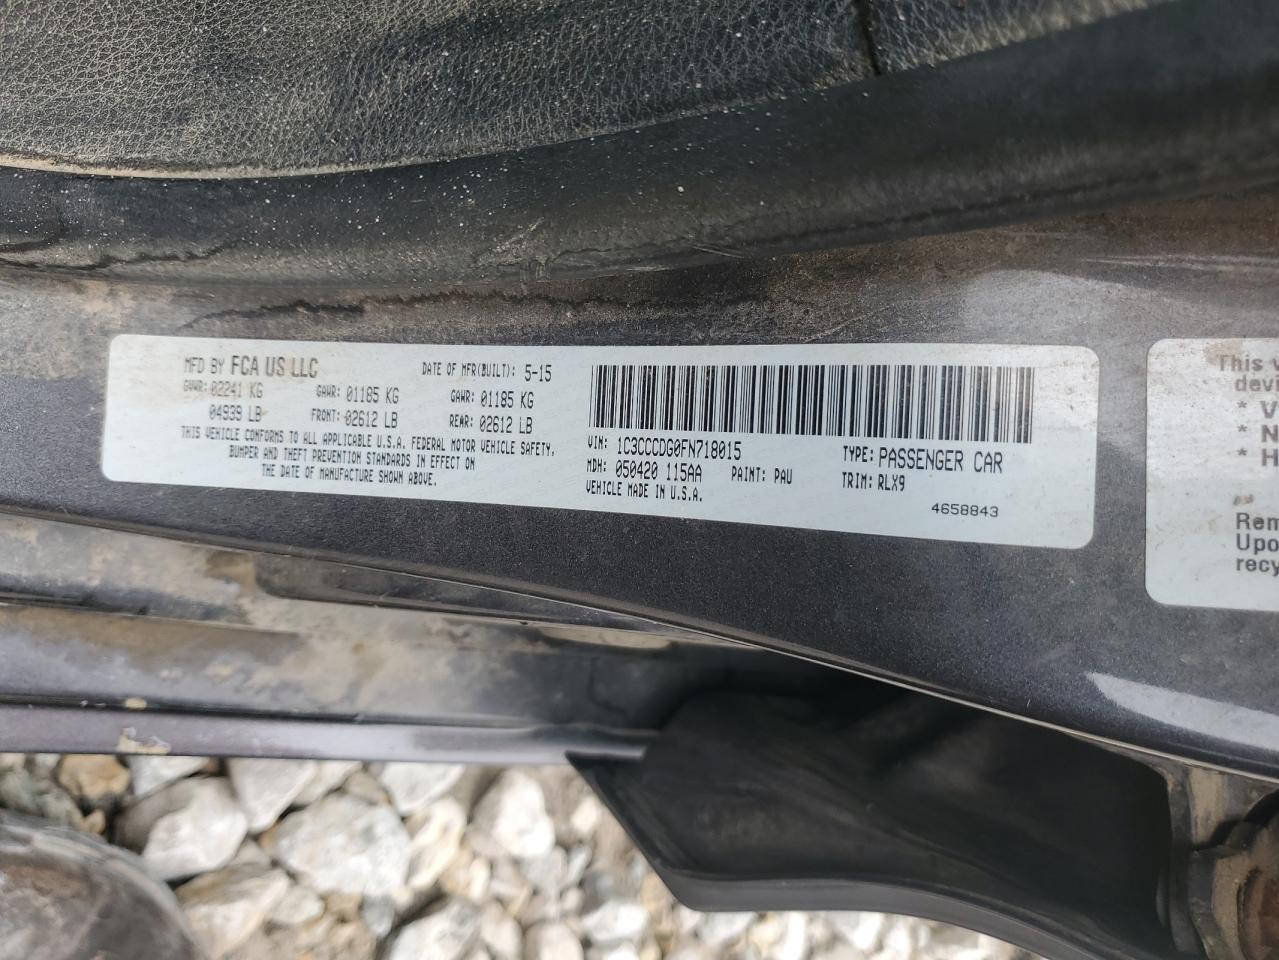 MFD BY FCA US LLC DATE OF MFR(BUILT): 5-15
GVWR: 02241 KG GAWR: 01185 KG GAWR: 01185 KG
04939 LB FRONT: 02612 LB REAR: 02612 LB
THIS VEHICLE CONFORMS TO ALL APPLICABLE U.S.A. FEDERAL MOTOR VEHICLE SAFETY,
BUMPER AND THEFT PREVENTION STANDARDS IN EFFECT ON
THE DATE OF MANUFACTURE SHOWN ABOVE.
VIN: 1C3CCCDG0FN718015 TYPE: PASSENGER CAR
MDH: 050420 115AA PAINT: PAU TRIM: RLX9
VEHICLE MADE IN U.S.A.
4658843
This v
devi
* V
* N
* H
**
Rem
Upo
recy